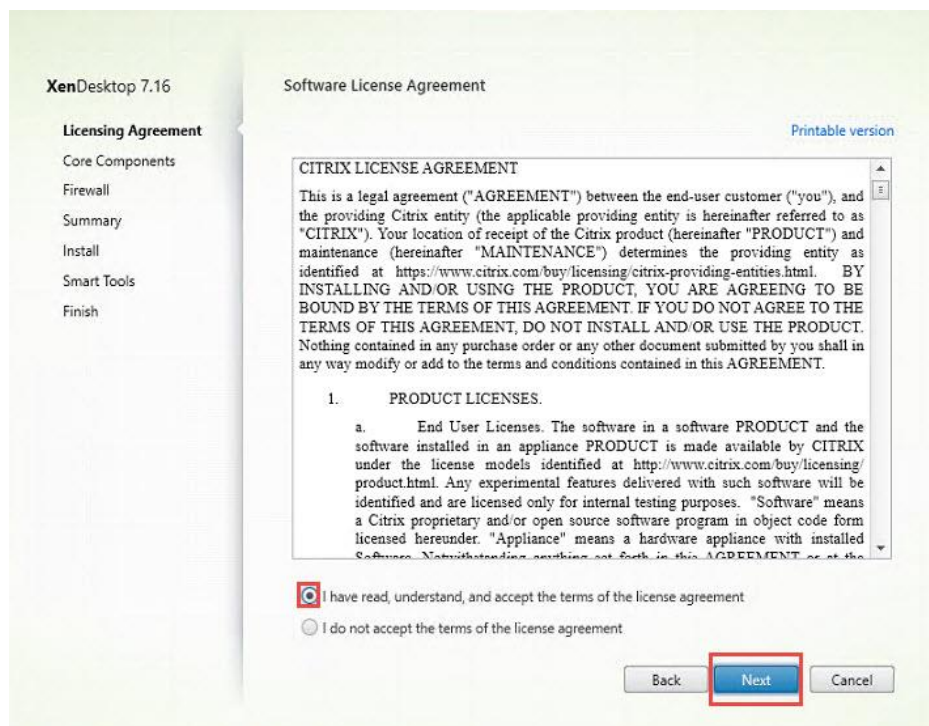 XenDesktop 7.16
Licensing Agreement
Core Components
Firewall
Summary
Install
Smart Tools
Finish
Software License Agreement
Printable version
CITRIX LICENSE AGREEMENT
This is a legal agreement ("AGREEMENT") between the end-user customer ("you"), and
the providing Citrix entity (the applicable providing entity is hereinafter referred to as
"CITRIX"). Your location of receipt of the Citrix product (hereinafter "PRODUCT") and
maintenance (hereinafter "MAINTENANCE") determines the providing entity as
identified at https://www.citrix.com/buy/licensing/citrix-providing-entities.html. BY
INSTALLING AND/OR USING THE PRODUCT, YOU ARE AGREEING TO BE
BOUND BY THE TERMS OF THIS AGREEMENT. IF YOU DO NOT AGREE TO THE
TERMS OF THIS AGREEMENT, DO NOT INSTALL AND/OR USE THE PRODUCT.
Nothing contained in any purchase order or any other document submitted by you shall in
any way modify or add to the terms and conditions contained in this AGREEMENT.
1. PRODUCT LICENSES.
a. End User Licenses. The software in a software PRODUCT and the
software installed in an appliance PRODUCT is made available by CITRIX
under the license models identified at http://www.citrix.com/buy/licensing/
product.html. Any experimental features delivered with such software will be
identified and are licensed only for internal testing purposes. "Software" means
a Citrix proprietary and/or open source software program in object code form
licensed hereunder. "Appliance" means a hardware appliance with installed
Software. Notwithstanding anything set forth in this AGREEMENT or at the
I have read, understand, and accept the terms of the license agreement
I do not accept the terms of the license agreement
Back
Next
Cancel